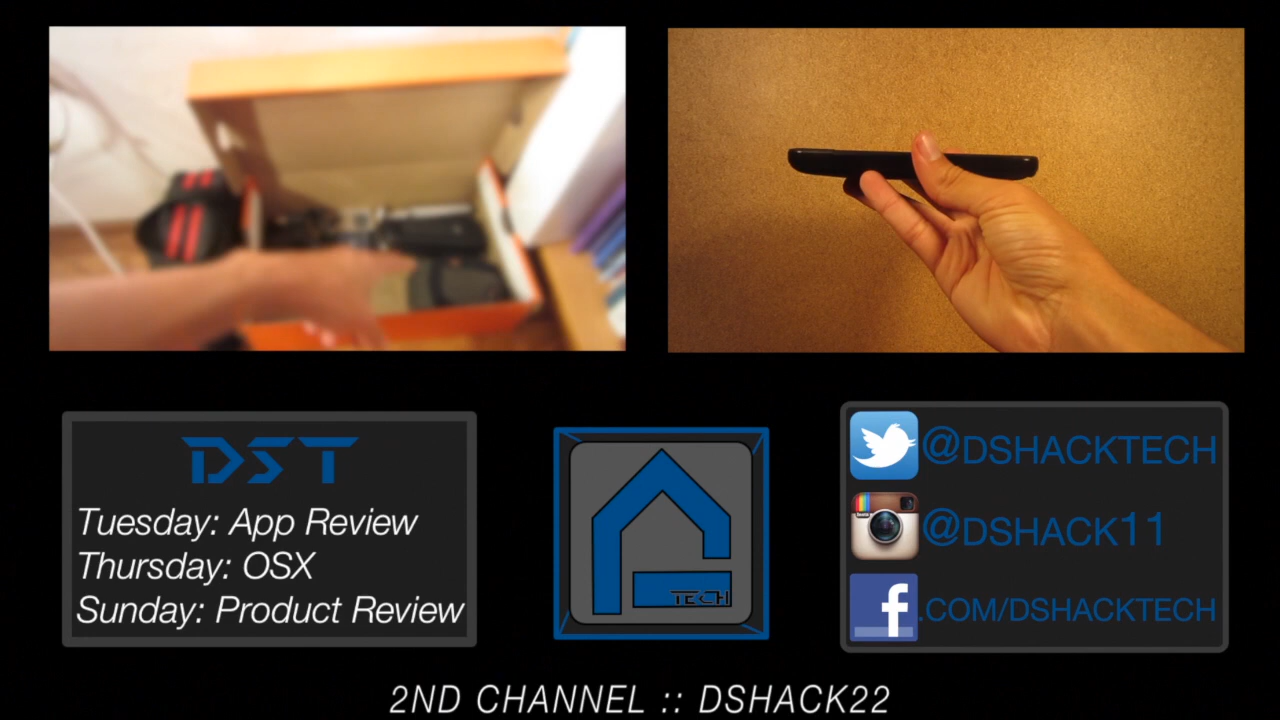 DST
Tuesday: App Review
Thursday: OSX
Sunday: Product Review
TECH
@DSHACKTECH
@DSHACK11
f.COM/DSHACKTECH
2ND CHANNEL :: DSHACK22